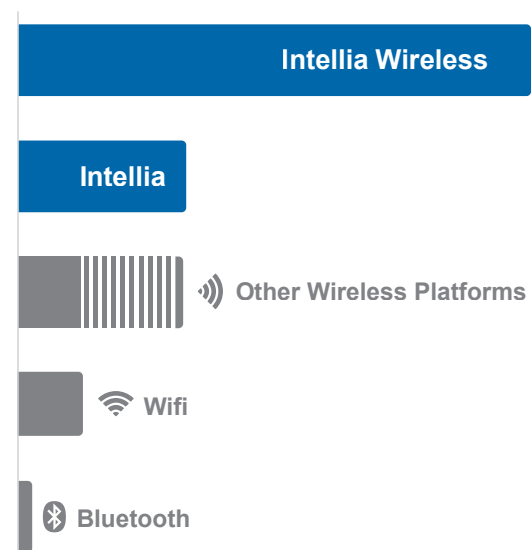 Intellia Wireless
Intellia
Other Wireless Platforms
Wifi
Bluetooth